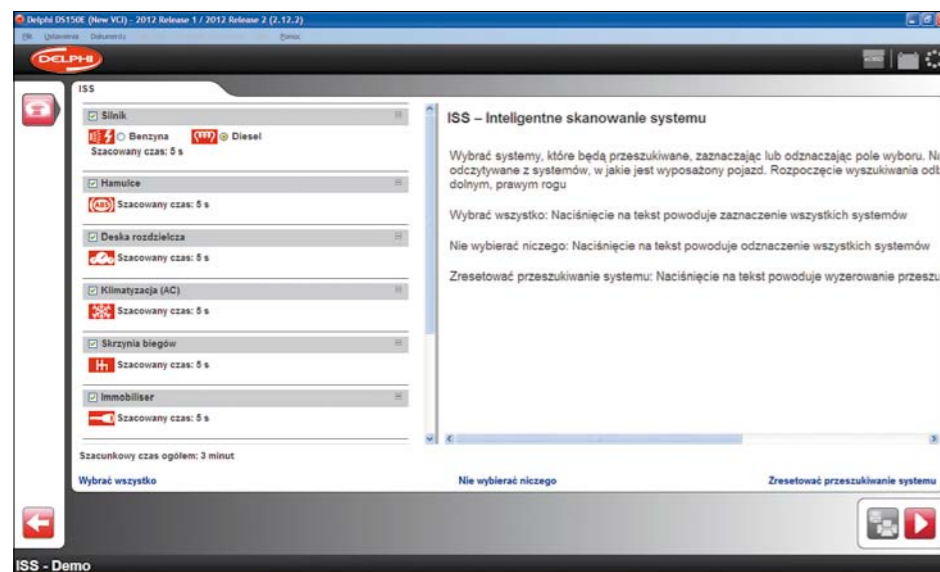 Delphi DS150E (New VCI) - 2012 Release 1 / 2012 Release 2 (2.12.2)
Plik Ustawienia Dokumentu Pomoc
DELPHI
ISS
Silnik
Benzyna Diesel
Szacowany czas: 5 s
Hamulce
(ABS) Szacowany czas: 5 s
Deska rozdzielcza
Szacowany czas: 5 s
Klimatyzacja (AC)
Szacowany czas: 5 s
Skrzynia biegów
Szacowany czas: 5 s
Immobiliser
Szacowany czas: 5 s
Szacunkowy czas ogółem: 3 minut
ISS – Inteligentne skanowanie systemu
Wybrać systemy, które będą przeszukiwane, zaznaczając lub odznaczając pole wyboru. Na
odczytywane z systemów, w jakie jest wyposażony pojazd. Rozpoczęcie wyszukiwania odb
dolnym, prawym rogu
Wybrać wszystko: Naciśnięcie na tekst powoduje zaznaczenie wszystkich systemów
Nie wybierać niczego: Naciśnięcie na tekst powoduje odznaczenie wszystkich systemów
Zresetować przeszukiwanie systemu: Naciśnięcie na tekst powoduje wyzerowanie przeszu
Wybrać wszystko Nie wybierać niczego Zresetować przeszukiwanie systemu
ISS - Demo